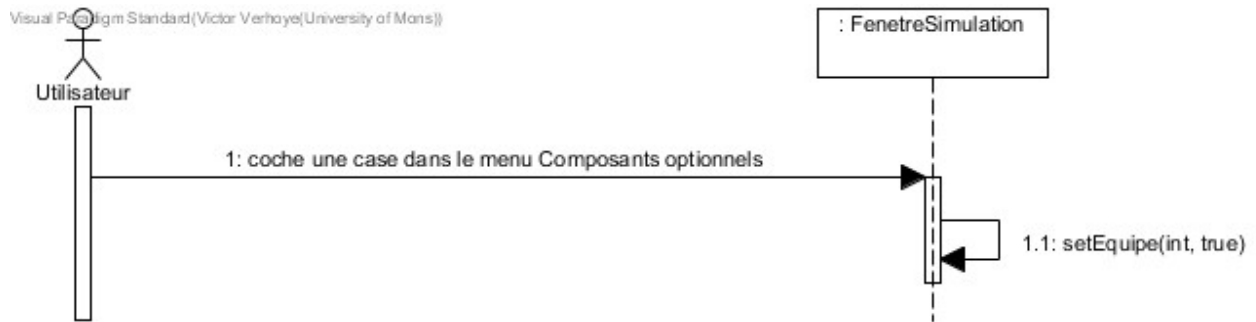 Visual Paradigm Standard(Victor Verhoye(University of Mons))
: FenetreSimulation
Utilisateur
1: coche une case dans le menu Composants optionnels
1.1: setEquipe(int, true)